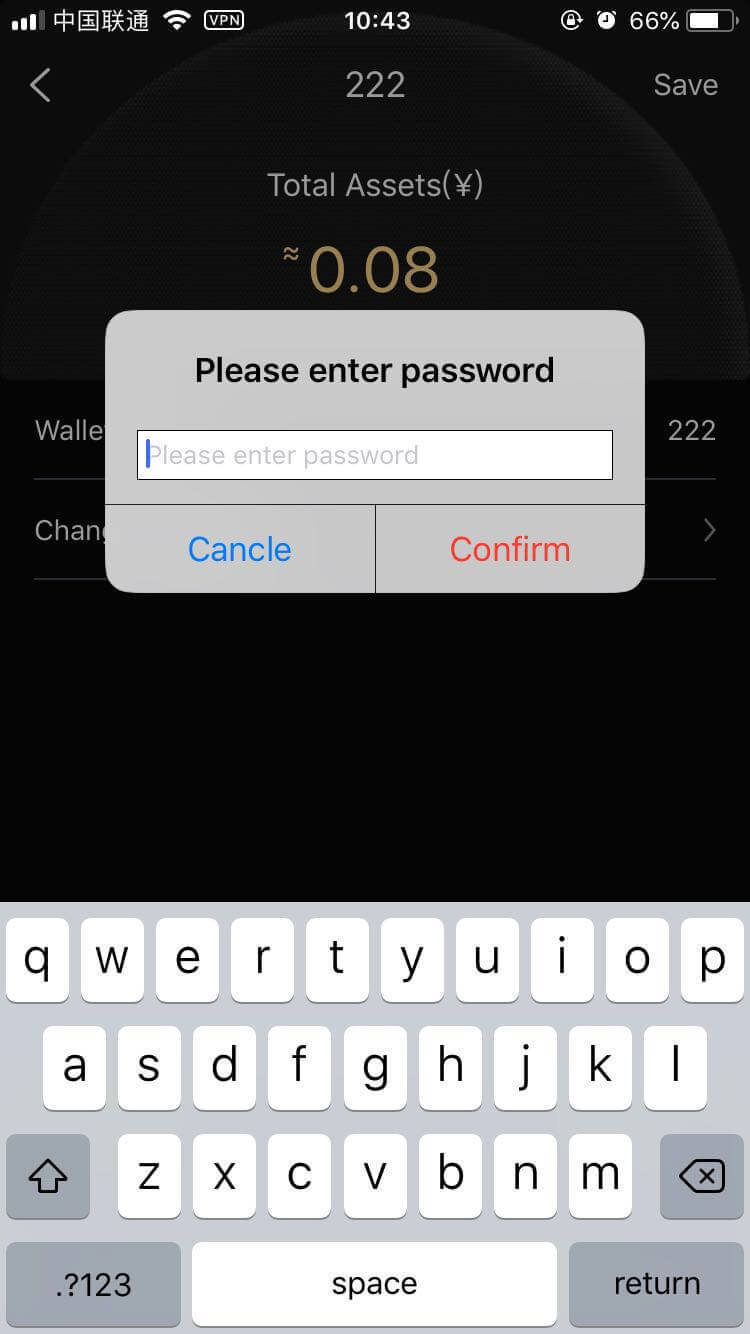 中国联通 VPN 10:43 66%
222 Save
Total Assets(¥)
≈0.08
Please enter password
Walle 222
Please enter password
Chang
Cancle Confirm
q w e r t y u i o p
a s d f g h j k l
z x c v b n m
.?123 space return